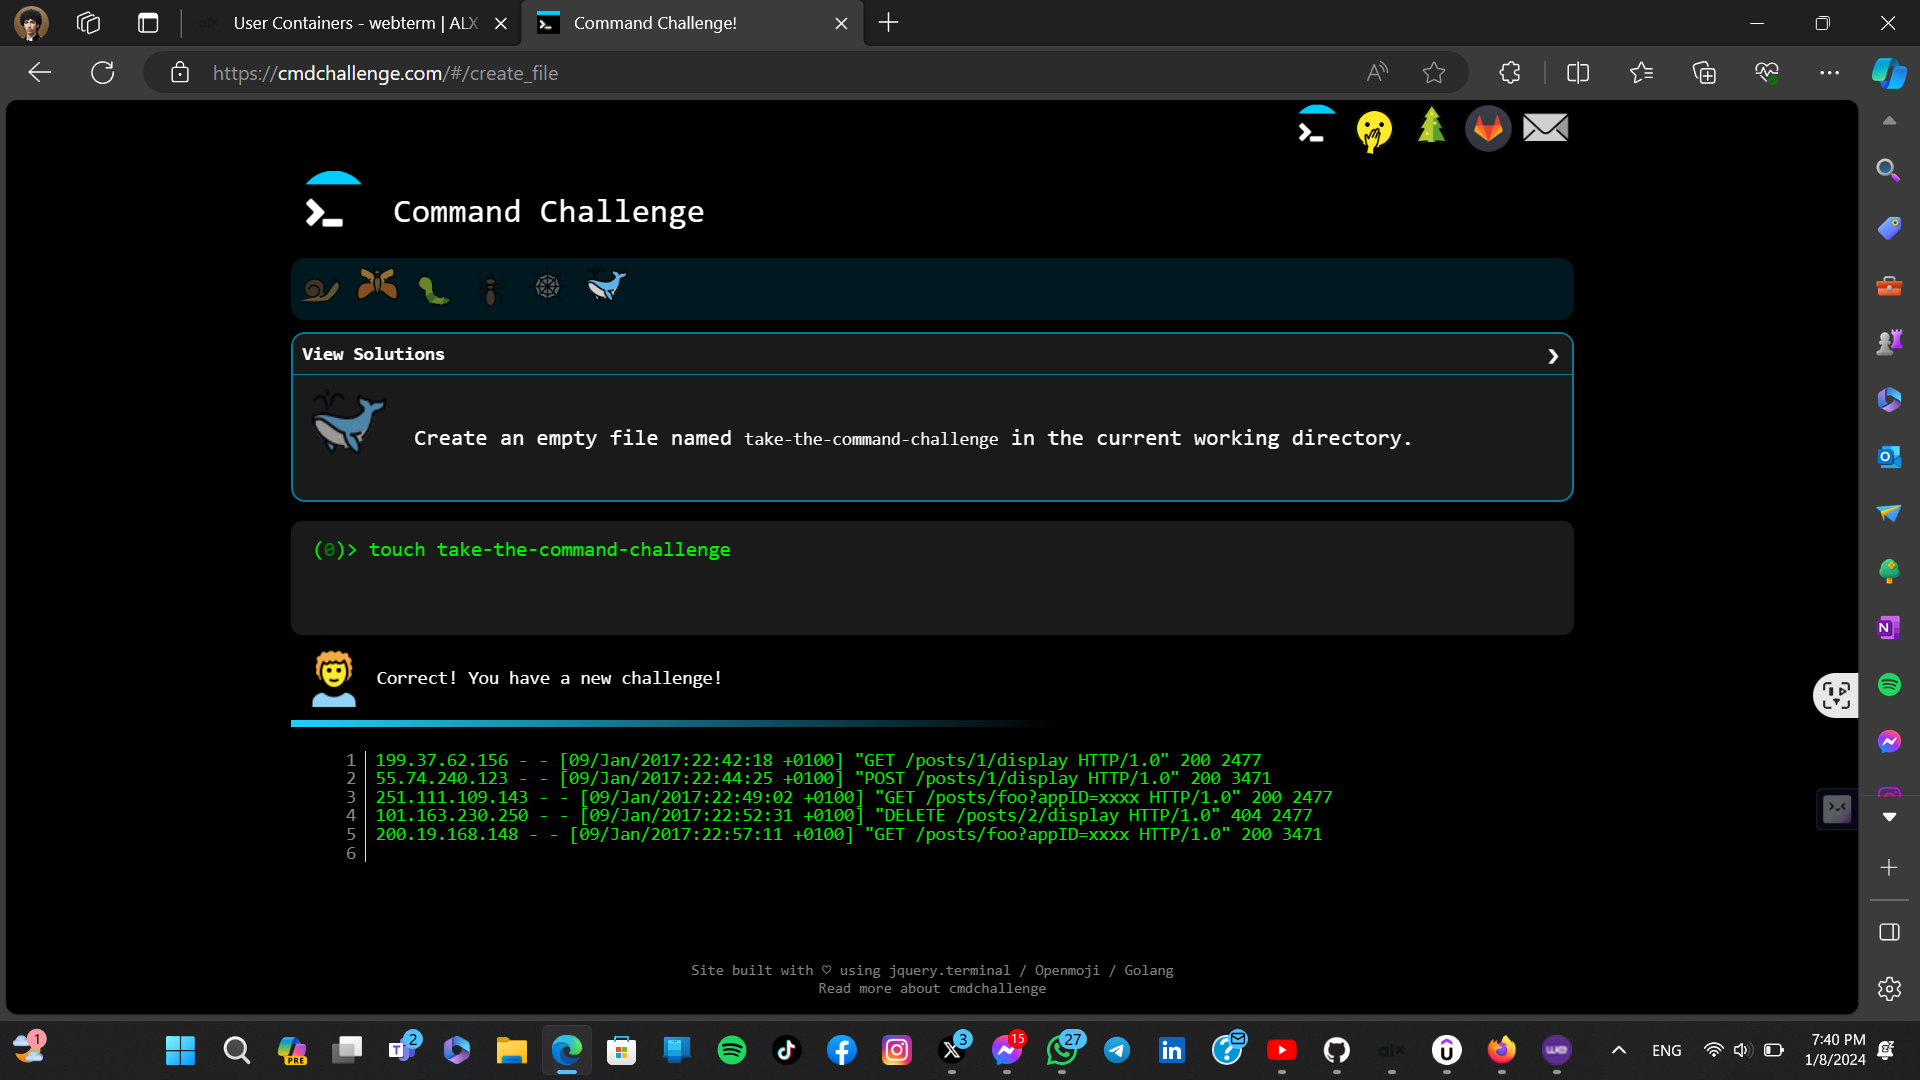 User Containers - webterm | ALX
Command Challenge!
https://cmdchallenge.com/#/create_file
Command Challenge
View Solutions
Create an empty file named take-the-command-challenge in the current working directory.
(0)> touch take-the-command-challenge
Correct! You have a new challenge!
1 199.37.62.156 - - [09/Jan/2017:22:42:18 +0100] "GET /posts/1/display HTTP/1.0" 200 2477
2 55.74.240.123 - - [09/Jan/2017:22:44:25 +0100] "POST /posts/1/display HTTP/1.0" 200 3471
3 251.111.109.143 - - [09/Jan/2017:22:49:02 +0100] "GET /posts/foo?appID=xxxx HTTP/1.0" 200 2477
4 101.163.230.250 - - [09/Jan/2017:22:52:31 +0100] "DELETE /posts/2/display HTTP/1.0" 404 2477
5 200.19.168.148 - - [09/Jan/2017:22:57:11 +0100] "GET /posts/foo?appID=xxxx HTTP/1.0" 200 3471
6
Site built with ♡ using jquery.terminal / Openmoji / Golang
Read more about cmdchallenge
1
PRE
2
3
15
27
ENG
7:40 PM
1/8/2024